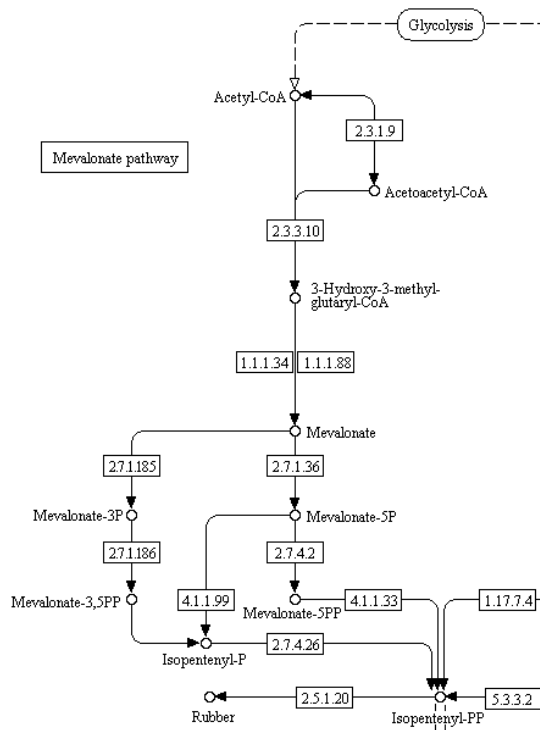 Glycolysis
Acetyl-CoA
2.3.1.9
Mevalonate pathway
Acetoacetyl-CoA
2.3.3.10
3-Hydroxy-3-methyl-
glutaryl-CoA
1.1.1.34
1.1.1.88
Mevalonate
2.7.1.185
2.7.1.36
Mevalonate-3P
Mevalonate-5P
2.7.1.186
2.7.4.2
Mevalonate-3,5PP
4.1.1.99
4.1.1.33
1.17.7.4
Mevalonate-5PP
2.7.4.26
Isopentenyl-P
2.5.1.20
5.3.3.2
Rubber
Isopentenyl-PP